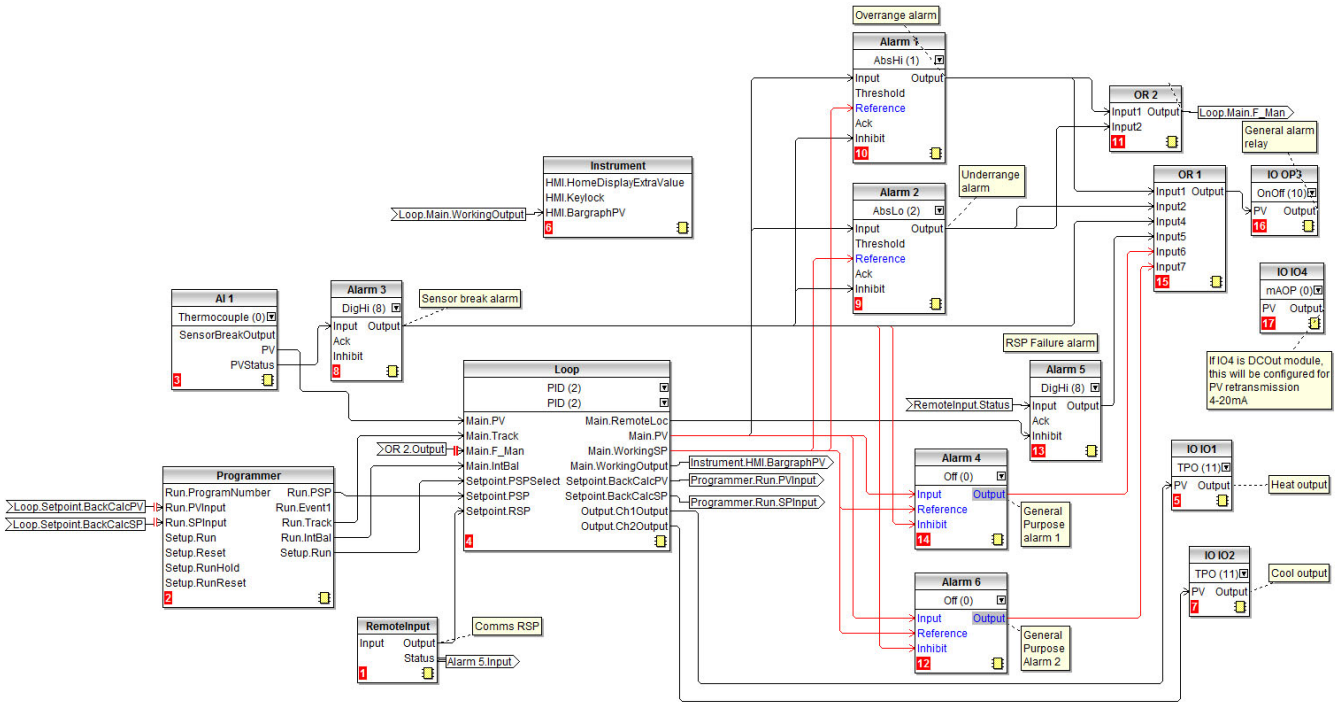 Overrange alarm
Alarm 1
AbsHi (1)
Input Output
Threshold
Reference
Ack
Inhibit
10
OR 2
Input1 Output
Input2
11
Loop.Main.F_Man
General alarm
relay
Instrument
HMI.HomeDisplayExtraValue
HMI.Keylock
HMI.BargraphPV
6
Loop.Main.WorkingOutput
Underrange
alarm
Alarm 2
AbsLo (2)
Input Output
Threshold
Reference
Ack
Inhibit
9
OR 1
Input1 Output
Input2
Input4
Input5
Input6
Input7
15
IO OP3
OnOff (10)
PV Output
16
IO IO4
mAOP (0)
PV Output
17
If IO4 is DCOut module,
this will be configured for
PV retransmission
4-20mA
AI 1
Thermocouple (0)
SensorBreakOutput
PV
PVStatus
3
Alarm 3
DigHi (8)
Input Output
Ack
Inhibit
8
Sensor break alarm
RSP Failure alarm
Alarm 5
DigHi (8)
Input Output
Ack
Inhibit
13
RemoteInput.Status
Loop
PID (2)
PID (2)
Main.PV
Main.Track
Main.F_Man
Main.IntBal
Setpoint.PSPSelect
Setpoint.PSP
Setpoint.RSP
Main.RemoteLoc
Main.PV
Main.WorkingSP
Main.WorkingOutput
Setpoint.BackCalcPV
Setpoint.BackCalcSP
Output.Ch1Output
Output.Ch2Output
4
OR 2.Output
Instrument.HMI.BargraphPV
Programmer.Run.PVInput
Programmer.Run.SPInput
Programmer
Run.ProgramNumber Run.PSP
Run.PVInput Run.Event1
Run.SPInput Run.Track
Setup.Run Run.IntBal
Setup.Reset Setup.Run
Setup.RunHold
Setup.RunReset
2
Loop.Setpoint.BackCalcPV
Loop.Setpoint.BackCalcSP
Alarm 4
Off (0)
Input Output
Reference
Inhibit
14
General
Purpose
alarm 1
IO IO1
TPO (11)
PV Output
5
Heat output
Alarm 6
Off (0)
Input Output
Reference
Inhibit
12
General
Purpose
Alarm 2
IO IO2
TPO (11)
PV Output
7
Cool output
RemoteInput
Input Output
Status
1
Comms RSP
Alarm 5.Input